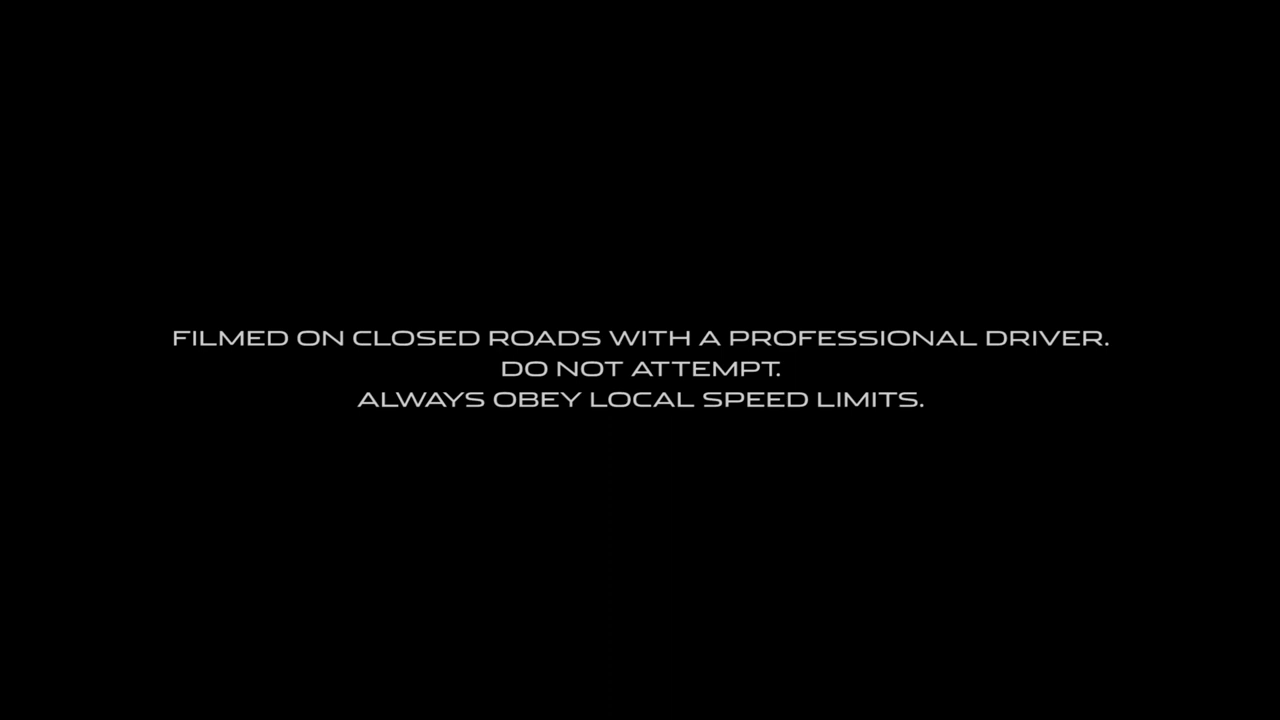 FILMED ON CLOSED ROADS WITH A PROFESSIONAL DRIVER.
DO NOT ATTEMPT.
ALWAYS OBEY LOCAL SPEED LIMITS.